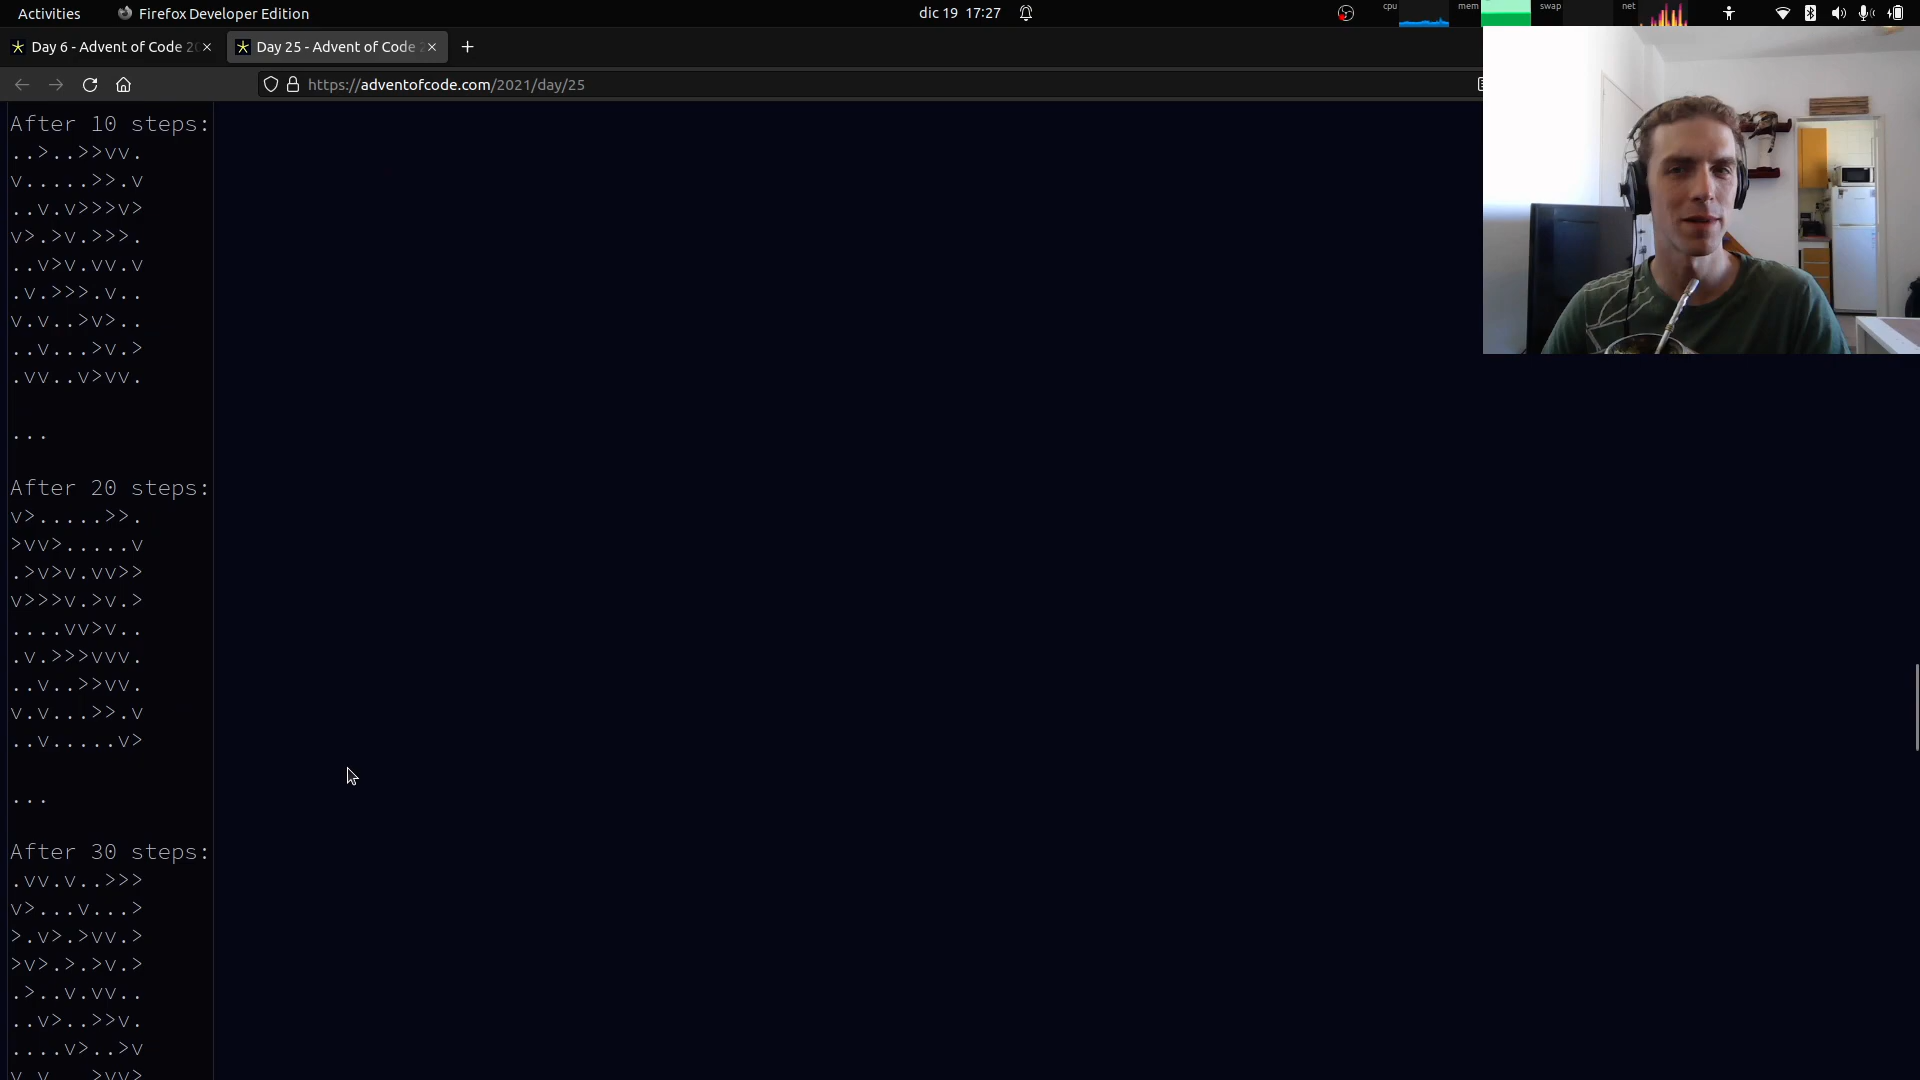 Activities
Firefox Developer Edition
dic 19 17:27
cpu
mem
swap
net
Day 6 - Advent of Code 20
Day 25 - Advent of Code 2
https://adventofcode.com/2021/day/25
After 10 steps:
..>..>>vv.
v.....>>.v
..v.v>>>v>
v>.>v.>>>.
..v>v.vv.v
.v.>>>.v..
v.v..>v>..
..v...>v.>
.vv..v>vv.
...
After 20 steps:
v>.....>>.
>vv>.....v
.>v>v.vv>>
v>>>v.>v.>
....vv>v..
.v.>>>vvv.
..v..>>vv.
v.v...>>.v
..v.....v>
...
After 30 steps:
.vv.v..>>>
v>...v...>
>.v>.>vv.>
>v>.>.>v.>
.>..v.vv..
..v>..>>v.
....v>..>v
v.v...>vv>